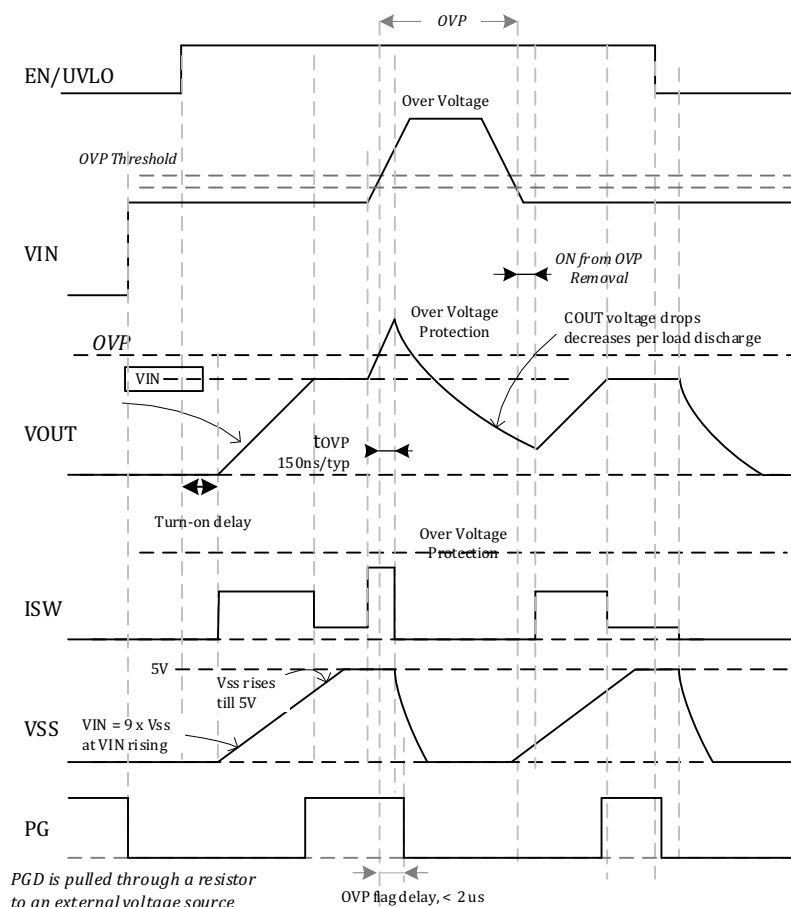 OVP
EN/UVLO
Over Voltage
OVP Threshold
VIN
ON from OVP
Removal
Over Voltage
Protection
COUT voltage drops
decreases per load discharge
OVP
VIN
VOUT
tOVP
150ns/typ
Turn-on delay
Over Voltage
Protection
ISW
5V
Vss rises
till 5V
VIN = 9 x Vss
at VIN rising
VSS
PG
PGD is pulled through a resistor
to an external voltage source
OVP flag delay, < 2 us